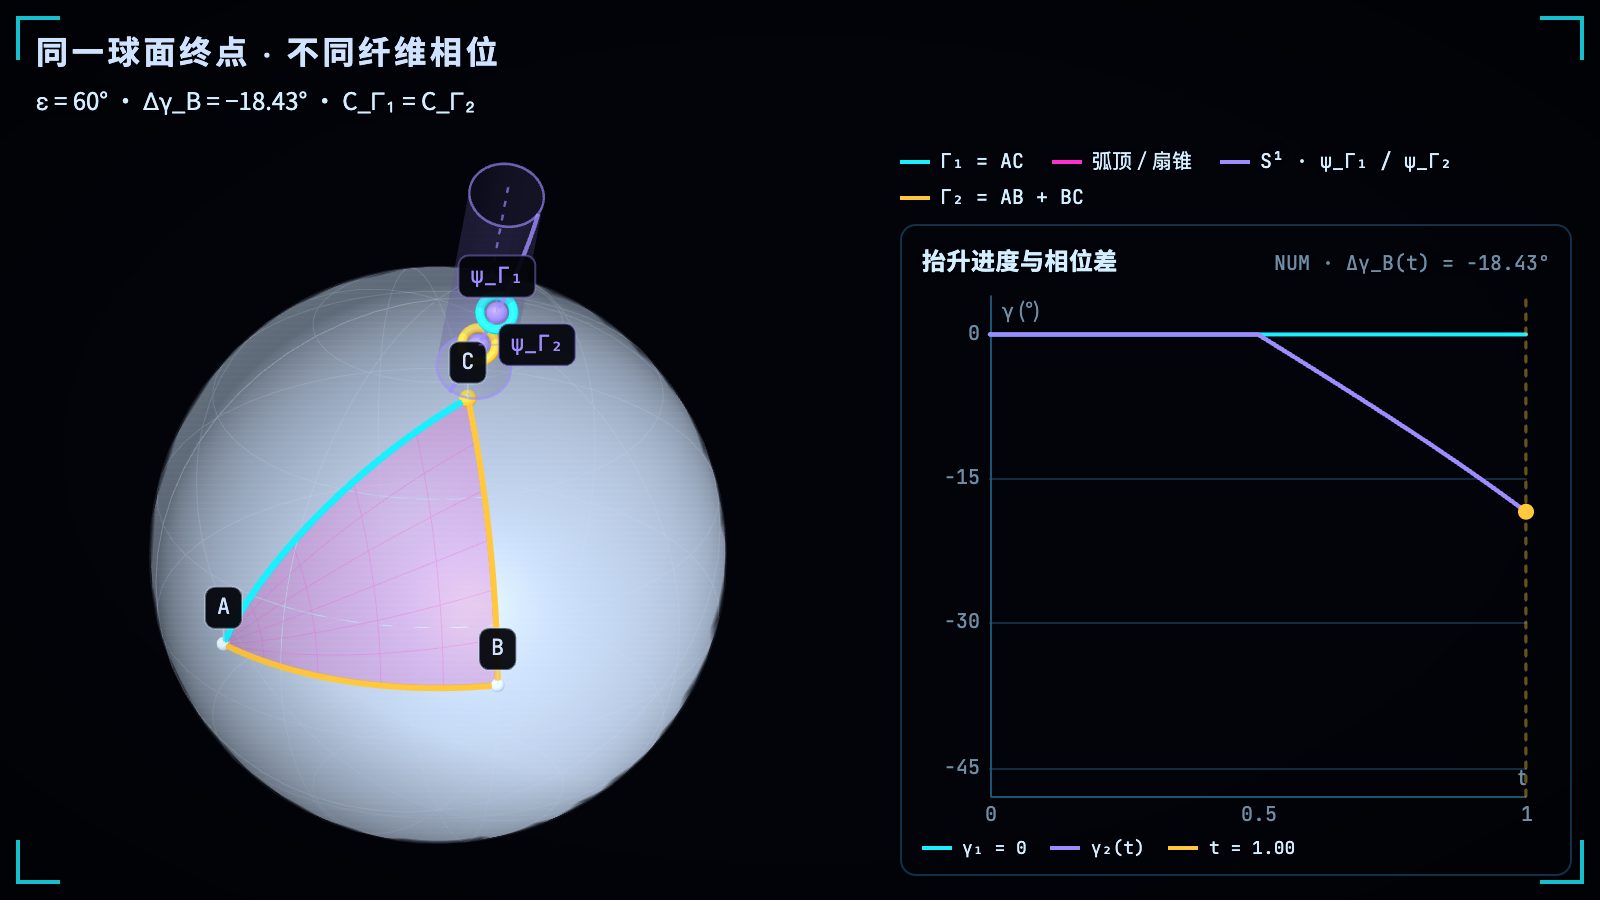 同一球面终点 · 不同纤维相位
ε = 60° • Δγ_B = −18.43° • C_Γ₁ = C_Γ₂
Γ₁ = AC
弧顶 / 扇锥
S¹ · ψ_Γ₁ / ψ_Γ₂
Γ₂ = AB + BC
ψ_Γ₁
ψ_Γ₂
C
A
B
抬升进度与相位差
NUM · Δγ_B(t) = -18.43°
γ (°)
0
-15
-30
-45
t
0
0.5
1
γ₁ = 0
γ₂(t)
t = 1.00